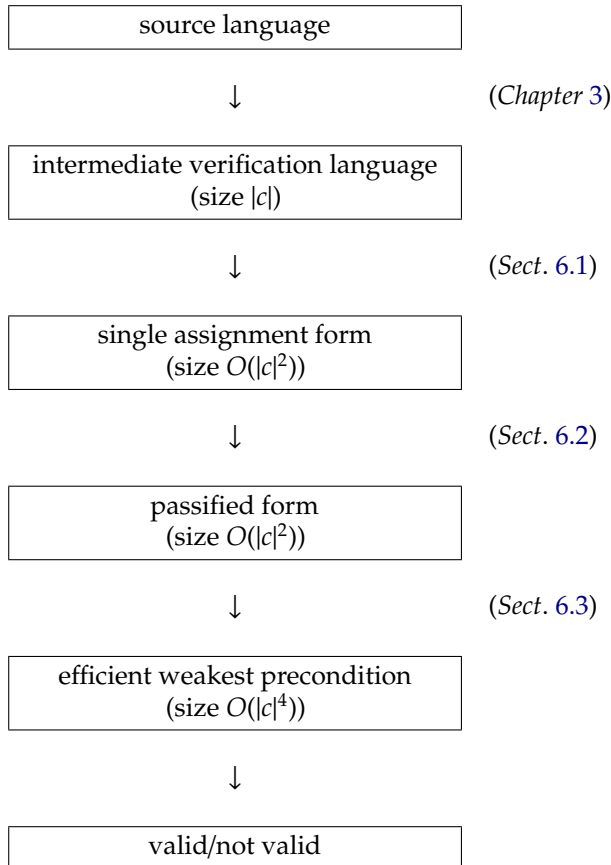 source language
↓ (Chapter 3)
intermediate verification language
(size |c|)
↓ (Sect. 6.1)
single assignment form
(size O(|c|²))
↓ (Sect. 6.2)
passified form
(size O(|c|²))
↓ (Sect. 6.3)
efficient weakest precondition
(size O(|c|⁴))
↓
valid/not valid